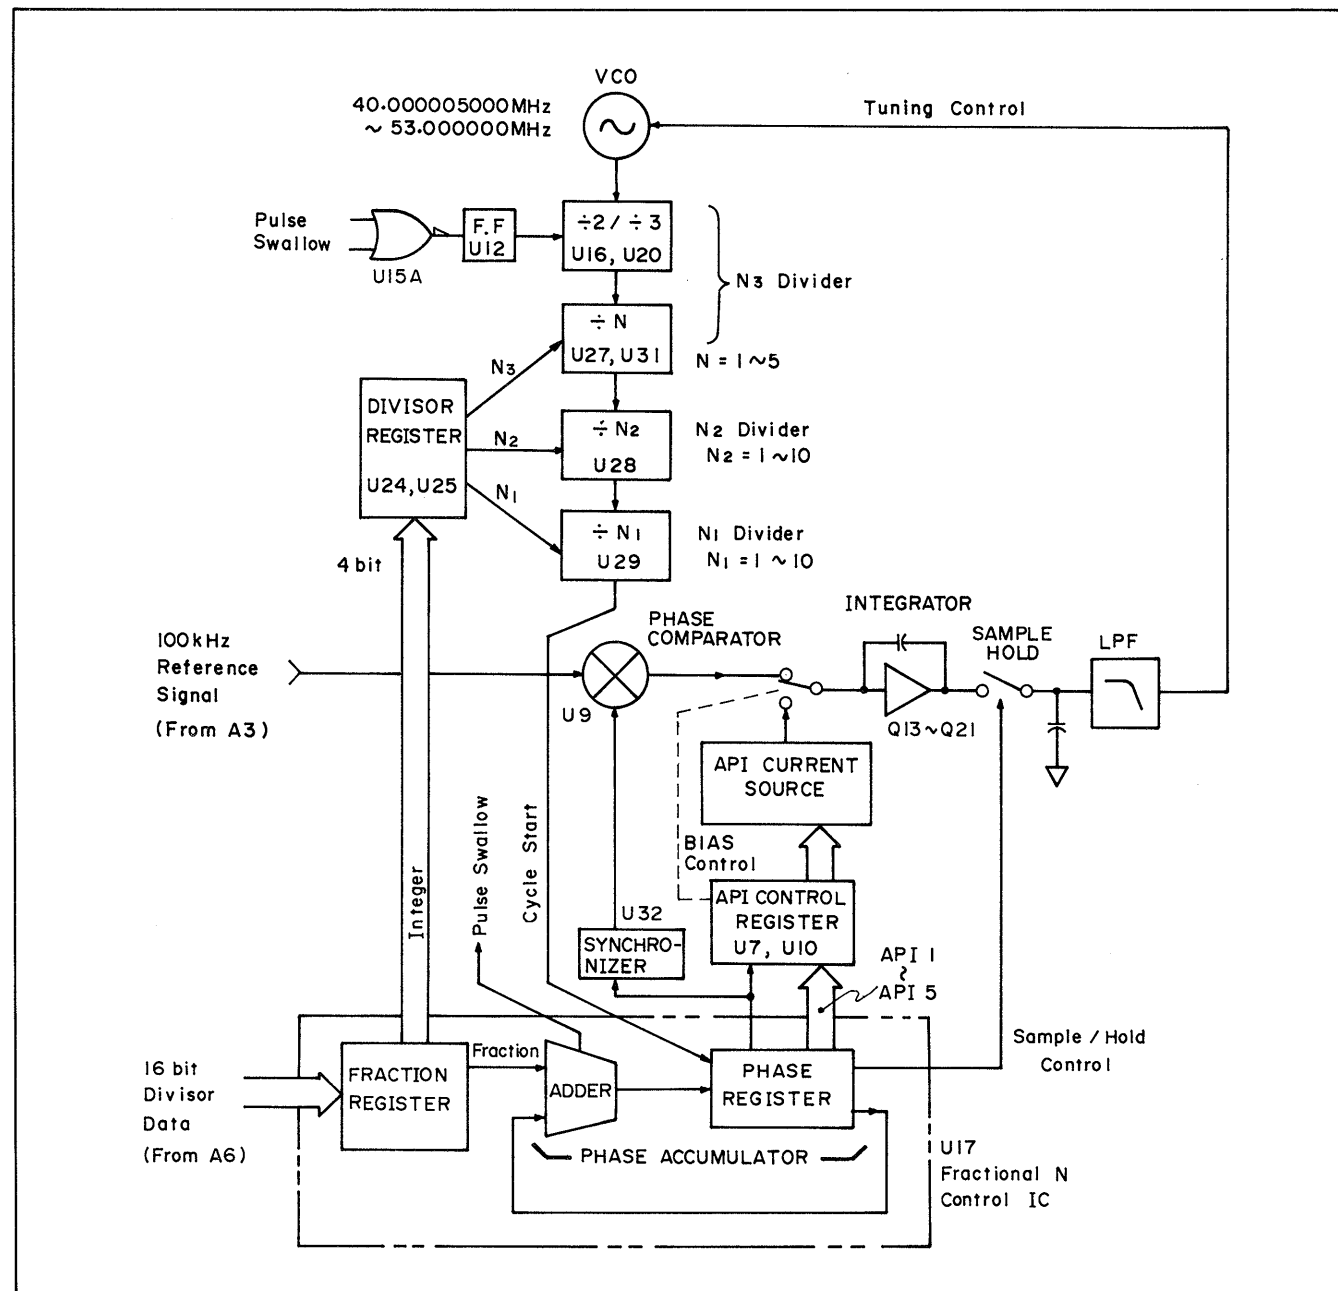 VCO
40.000005000MHz
~ 53.000000MHz
Tuning Control
Pulse
Swallow
U15A
F.F
U12
÷2 / ÷3
U16, U20
N3 Divider
÷ N
U27, U31
N = 1 ~ 5
N3
DIVISOR
REGISTER
U24, U25
N2
÷ N2
U28
N2 Divider
N2 = 1 ~ 10
N1
÷ N1
U29
N1 Divider
N1 = 1 ~ 10
4 bit
100kHz
Reference
Signal
(From A3)
U9
PHASE
COMPARATOR
INTEGRATOR
Q13~Q21
SAMPLE
HOLD
LPF
API CURRENT
SOURCE
BIAS
Control
API CONTROL
REGISTER
U7, U10
API 1
~
API 5
U32
SYNCHRO-
NIZER
Integer
Pulse Swallow
Cycle Start
Sample / Hold
Control
16 bit
Divisor
Data
(From A6)
FRACTION
REGISTER
Fraction
ADDER
PHASE
REGISTER
PHASE ACCUMULATOR
U17
Fractional N
Control IC